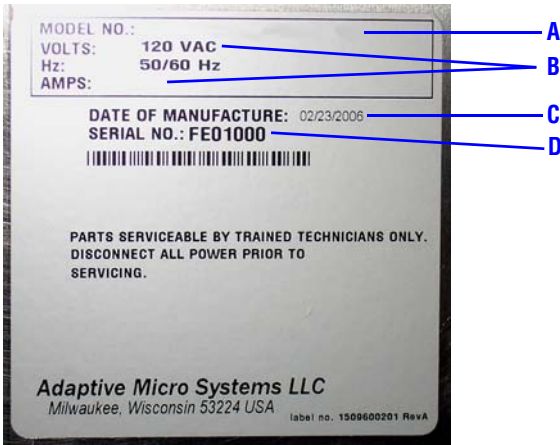 MODEL NO.:
A
VOLTS: 120 VAC
B
Hz: 50/60 Hz
AMPS:
DATE OF MANUFACTURE: 02/23/2006
C
SERIAL NO.: FE01000
D
PARTS SERVICEABLE BY TRAINED TECHNICIANS ONLY.
DISCONNECT ALL POWER PRIOR TO
SERVICING.
Adaptive Micro Systems LLC
Milwaukee, Wisconsin 53224 USA
label no. 1509600201 RevA